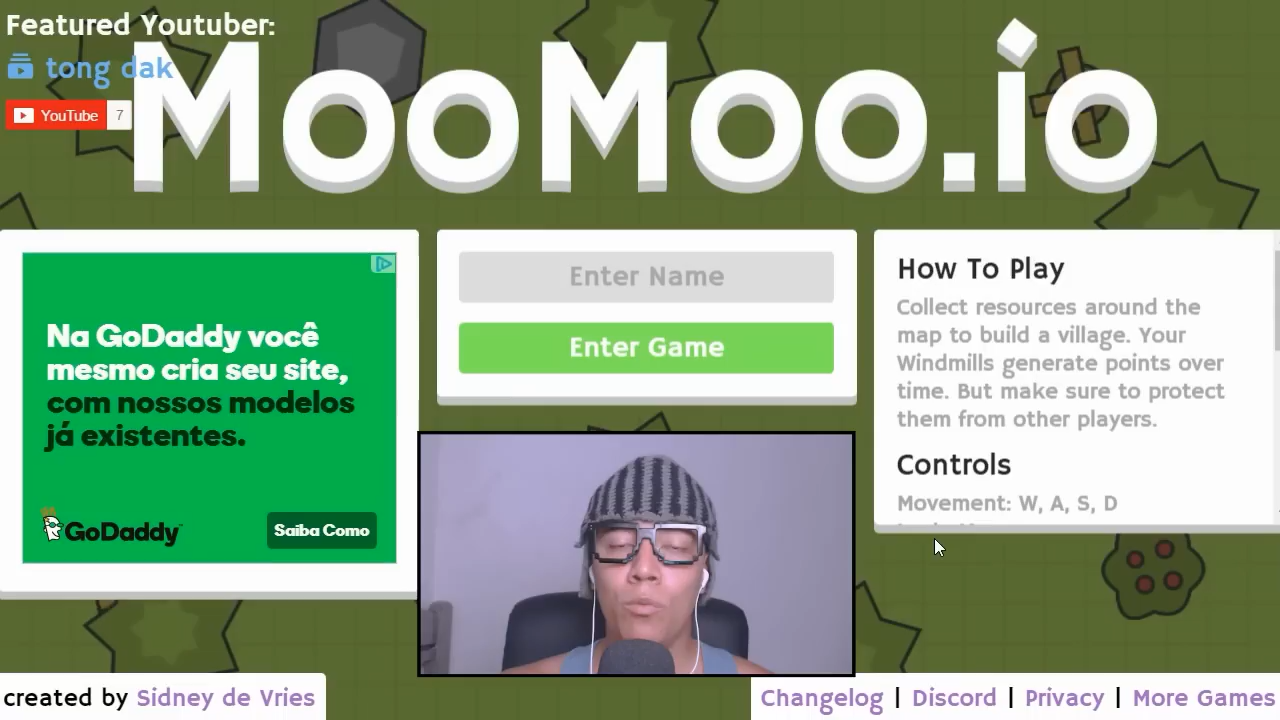 Featured Youtuber:
tong dak
YouTube 7
MooMoo.io
Na GoDaddy você
mesmo cria seu site,
com nossos modelos
já existentes.
GoDaddy
Saiba Como
Enter Name
Enter Game
How To Play
Collect resources around the
map to build a village. Your
Windmills generate points over
time. But make sure to protect
them from other players.
Controls
Movement: W, A, S, D
created by Sidney de Vries
Changelog | Discord | Privacy | More Games